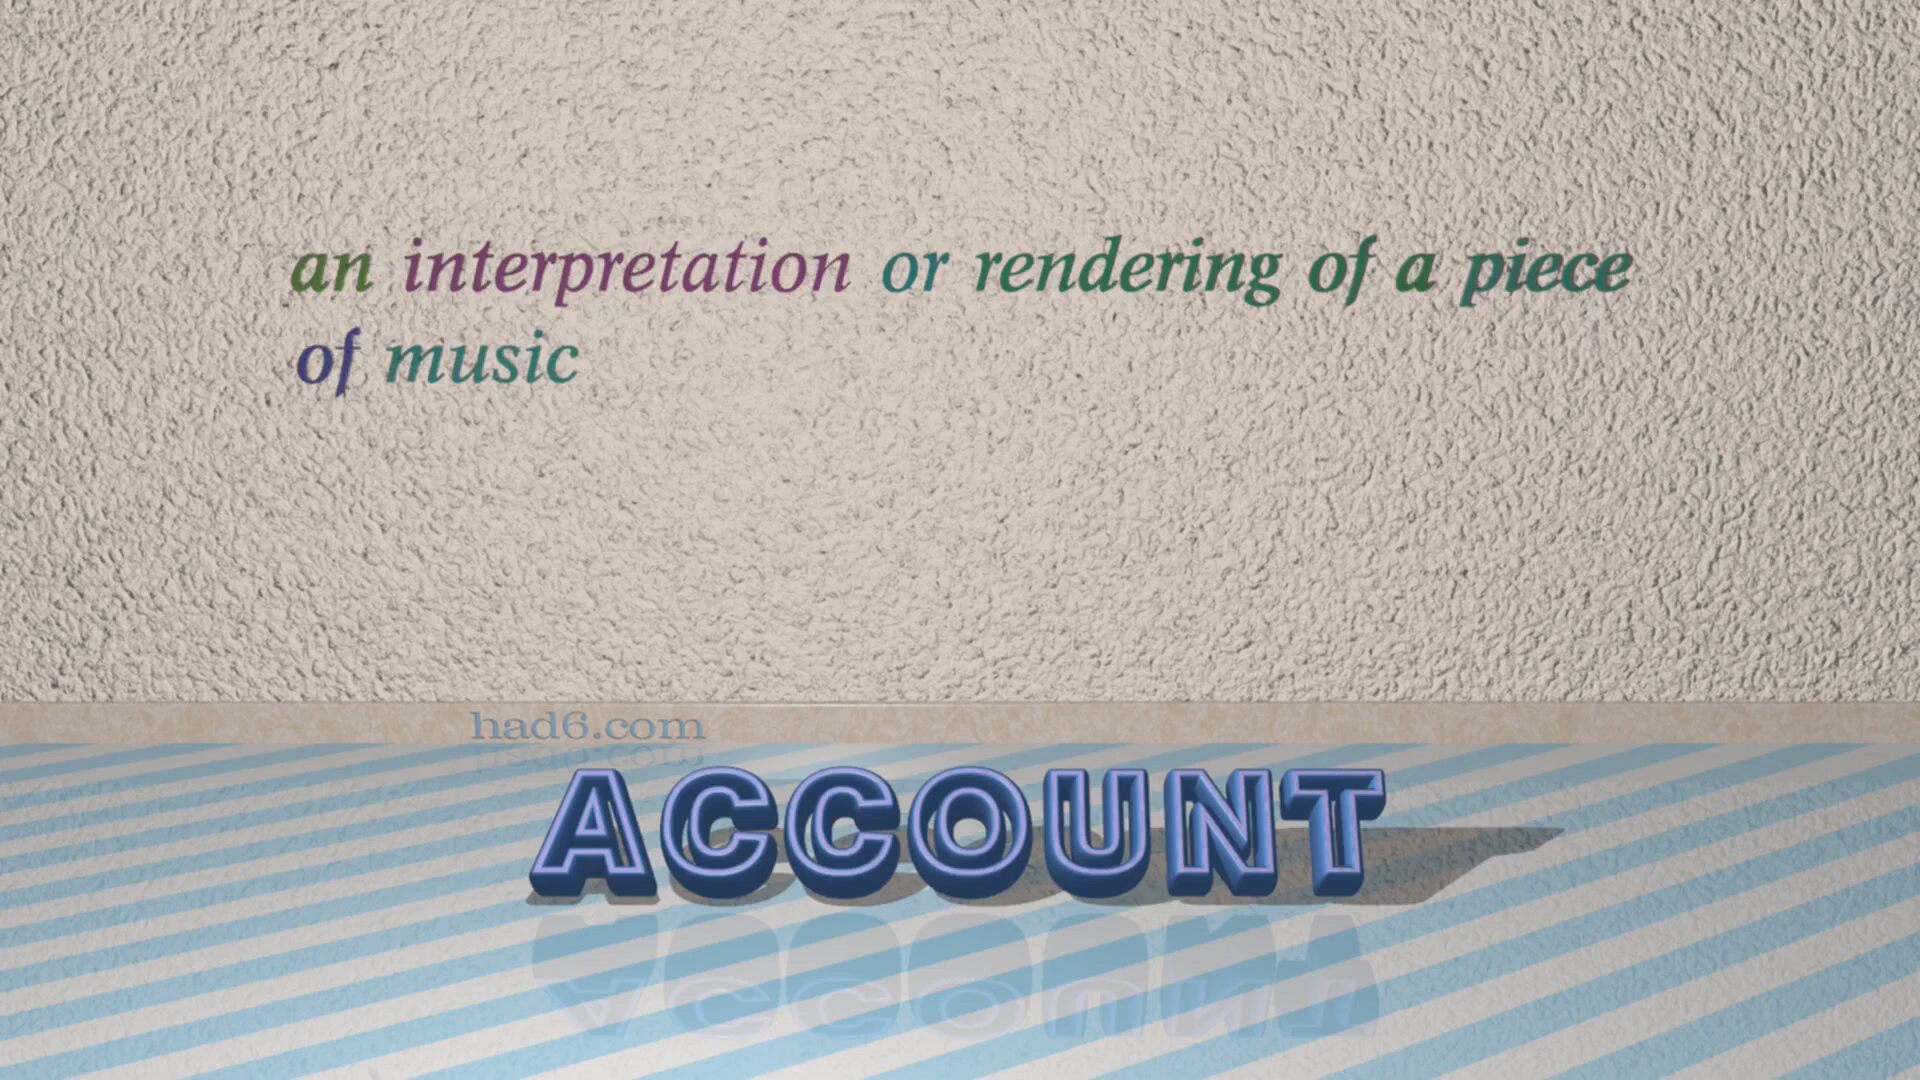 an interpretation or rendering of a piece
of music
had6.com
ACCOUNT